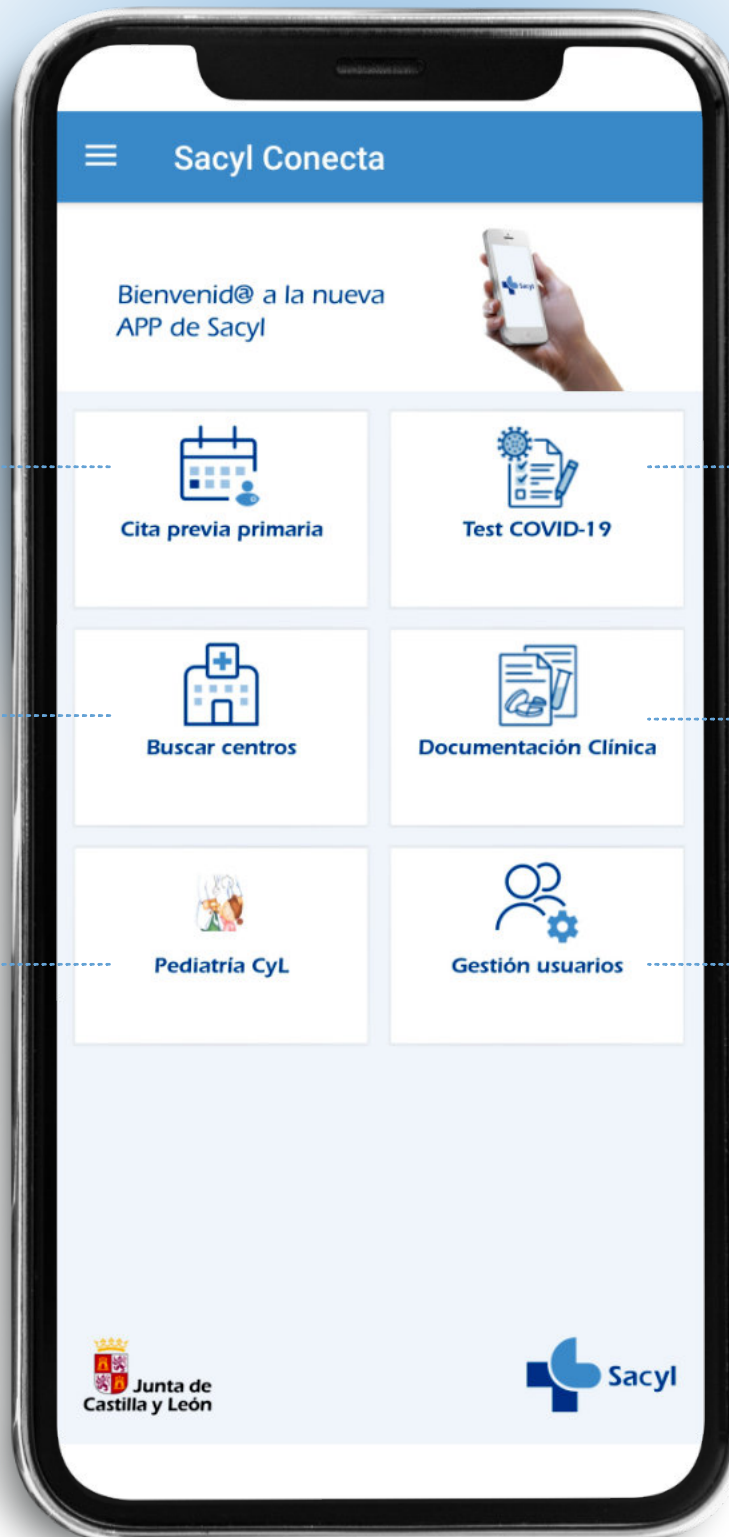 Sacyl Conecta
Bienvenid@ a la nueva
APP de Sacyl
Sacyl
Cita previa primaria
Test COVID-19
Buscar centros
Documentación Clínica
Pediatría CyL
Gestión usuarios
Junta de
Castilla y León
Sacyl